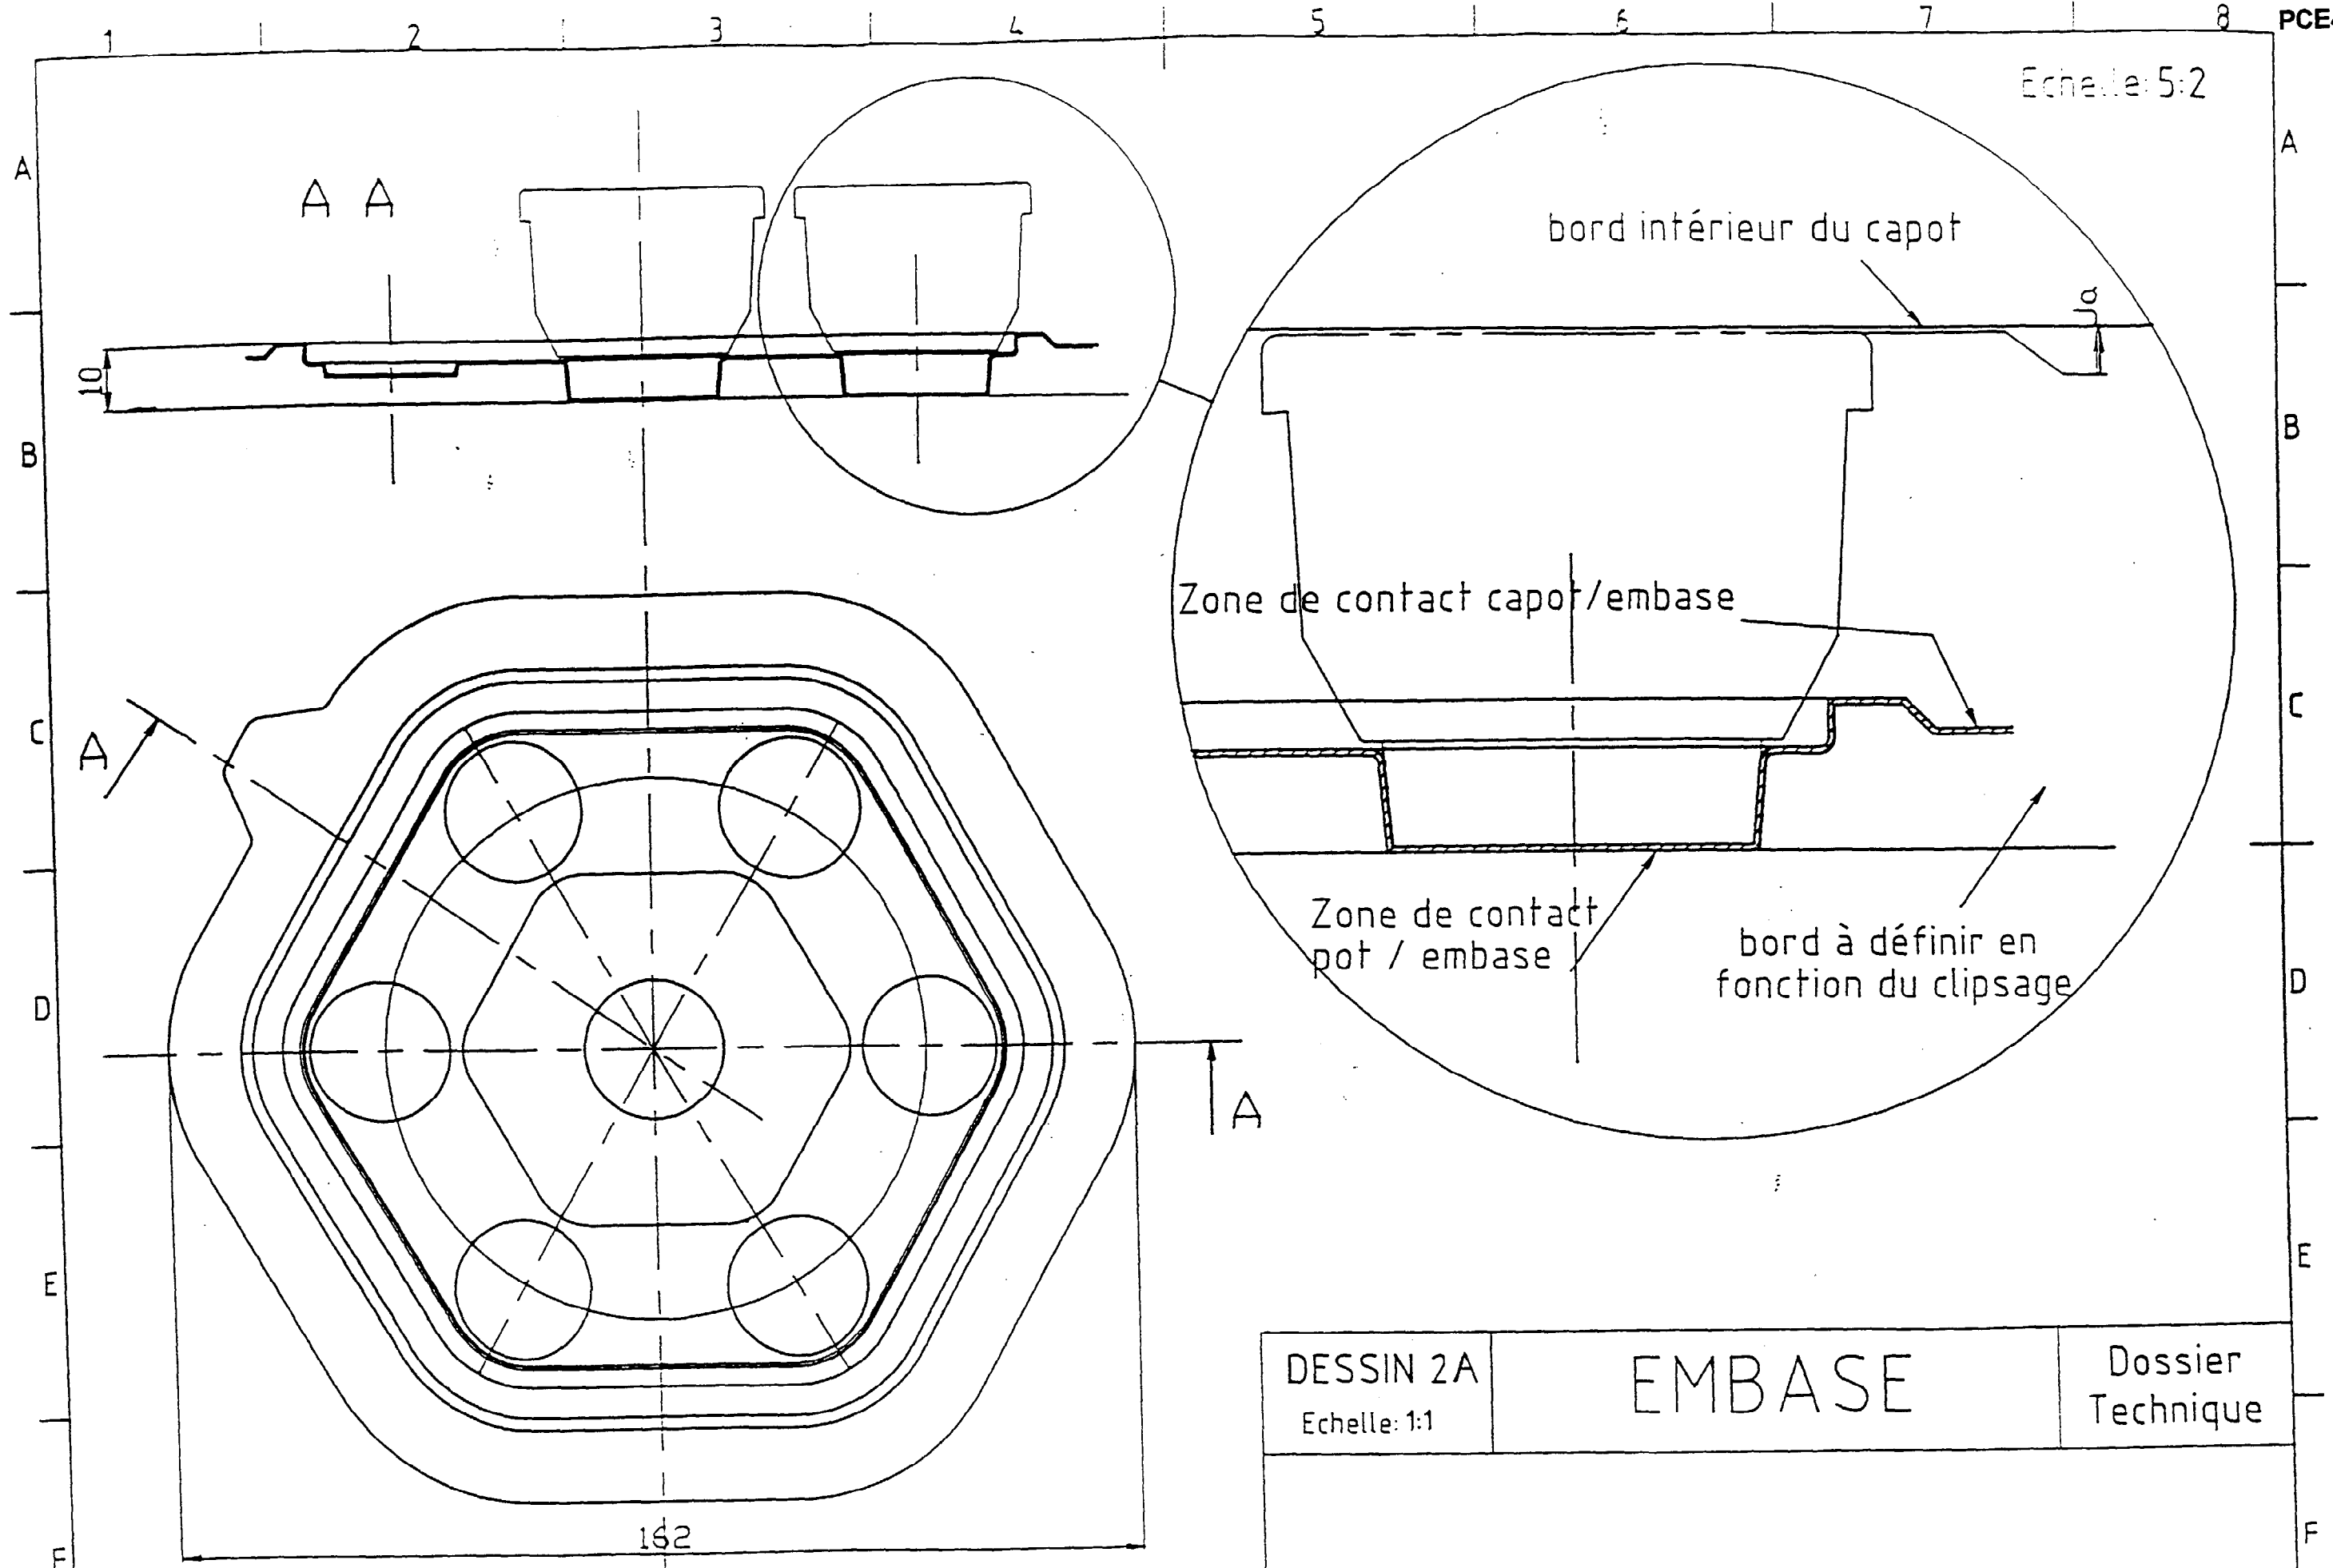 1 2 3 4 5 6 7 8
PCE
Echelle: 5:2
A
A
A A
bord intérieur du capot
Ja
10
B
B
Zone de contact capot/embase
C
C
A
Zone de contact
pot / embase
bord à définir en
fonction du clipsage
D
D
A
E
E
DESSIN 2A
Echelle: 1:1
EMBASE
Dossier
Technique
162
F
F